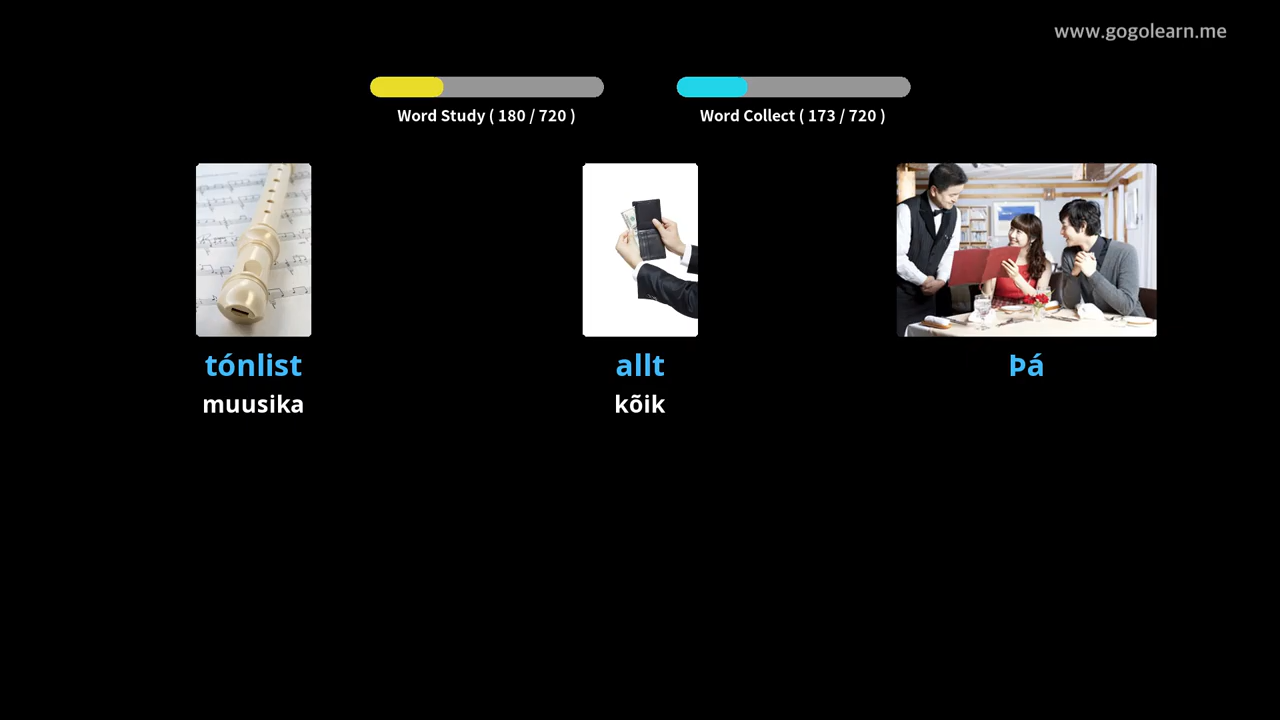 www.gogolearn.me
Word Study ( 180 / 720 )
Word Collect ( 173 / 720 )
tónlist
muusika
allt
kõik
Þá